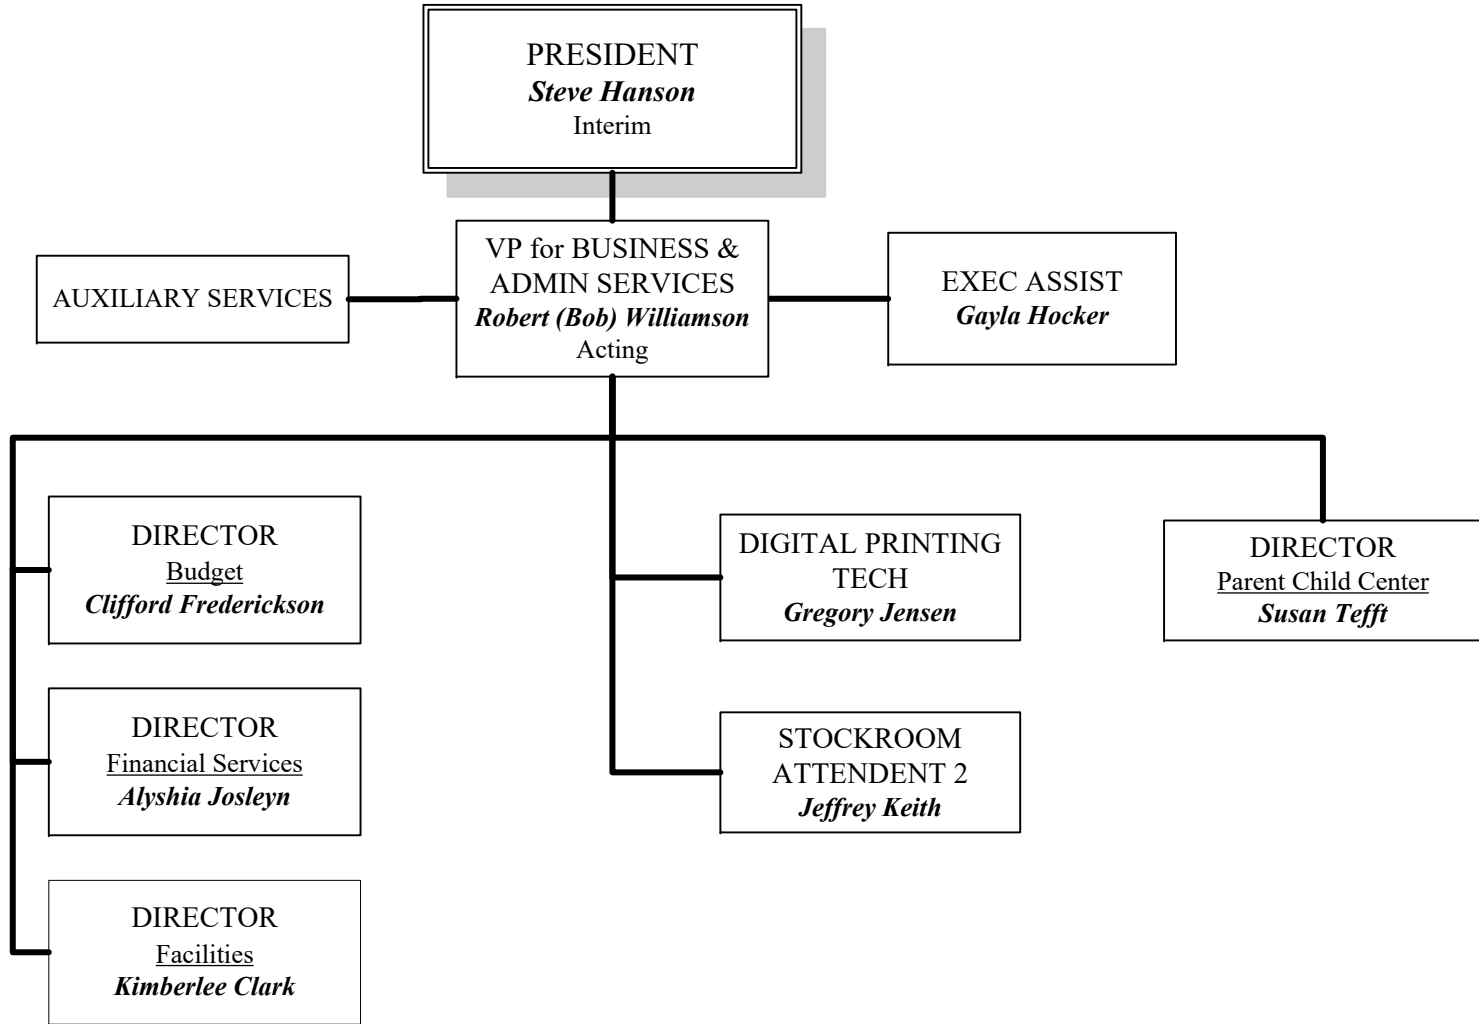 PRESIDENT
Steve Hanson
Interim
AUXILIARY SERVICES
VP for BUSINESS &
ADMIN SERVICES
Robert (Bob) Williamson
Acting
EXEC ASSIST
Gayla Hocker
DIRECTOR
Budget
Clifford Frederickson
DIRECTOR
Financial Services
Alyshia Josleyn
DIRECTOR
Facilities
Kimberlee Clark
DIGITAL PRINTING
TECH
Gregory Jensen
STOCKROOM
ATTENDENT 2
Jeffrey Keith
DIRECTOR
Parent Child Center
Susan Tefft